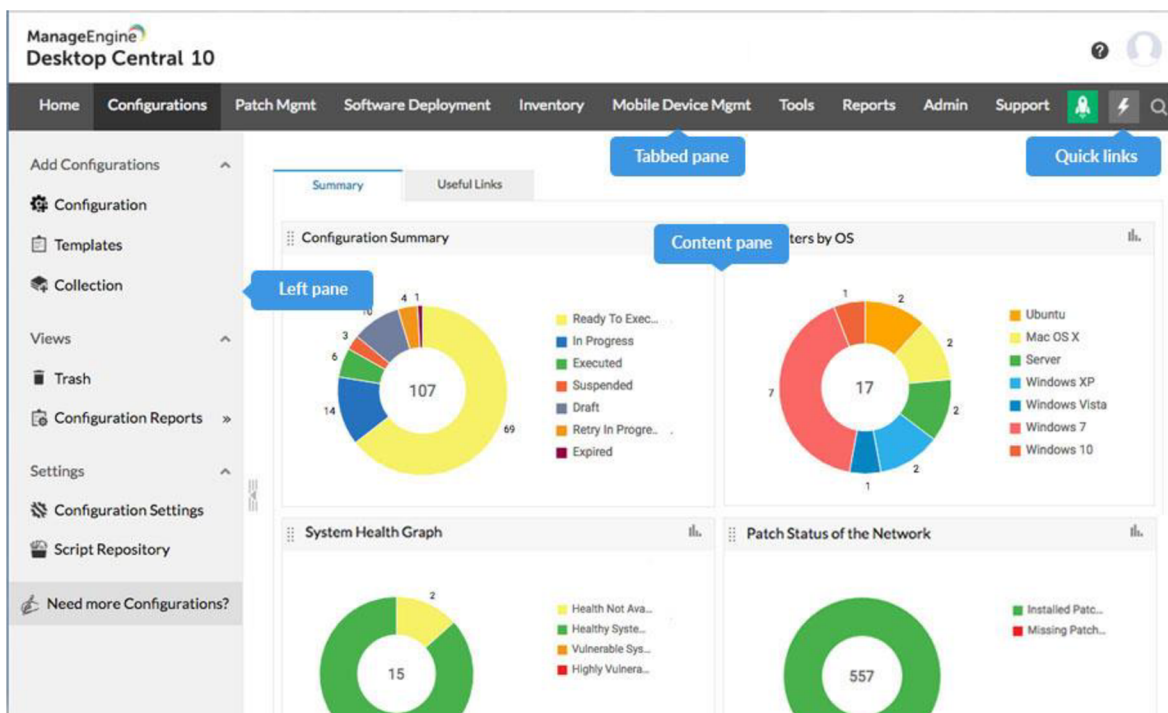 ManageEngine
Desktop Central 10
?
Home Configurations Patch Mgmt Software Deployment Inventory Mobile Device Mgmt Tools Reports Admin Support
Tabbed pane
Quick links
Add Configurations
Configuration
Templates
Collection
Left pane
Views
Trash
Configuration Reports »
Settings
Configuration Settings
Script Repository
Need more Configurations?
Summary Useful Links
Configuration Summary
Content pane
4 1
3
6
14
107
69
Ready To Exec...
In Progress
Executed
Suspended
Draft
Retry In Progre..
Expired
by OS
1 2
2
7
17
2
2
1
Ubuntu
Mac OS X
Server
Windows XP
Windows Vista
Windows 7
Windows 10
System Health Graph
2
15
Health Not Ava...
Healthy Syste...
Vulnerable Sys...
Highly Vulnera...
Patch Status of the Network
557
Installed Patc...
Missing Patch...